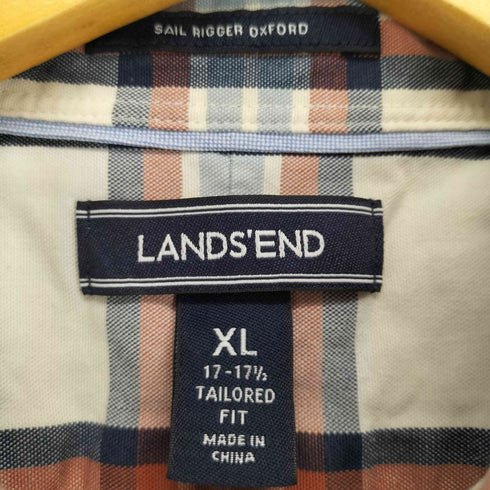 SAIL RIGGER OXFORD
LANDS'END
XL
17-17½
TAILORED
FIT
MADE IN
CHINA